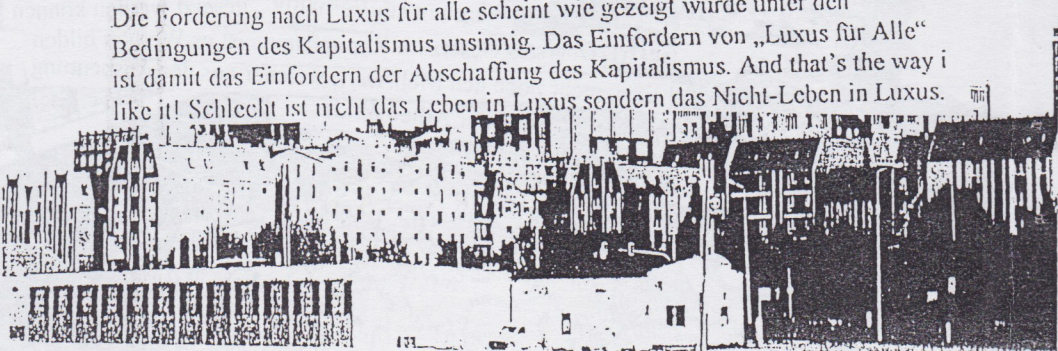 Die Forderung nach Luxus für alle scheint wie gezeigt wurde unter den
Bedingungen des Kapitalismus unsinnig. Das Einfordern von „Luxus für Alle“
ist damit das Einfordern der Abschaffung des Kapitalismus. And that's the way i
like it! Schlecht ist nicht das Leben in Luxus sondern das Nicht-Leben in Luxus.